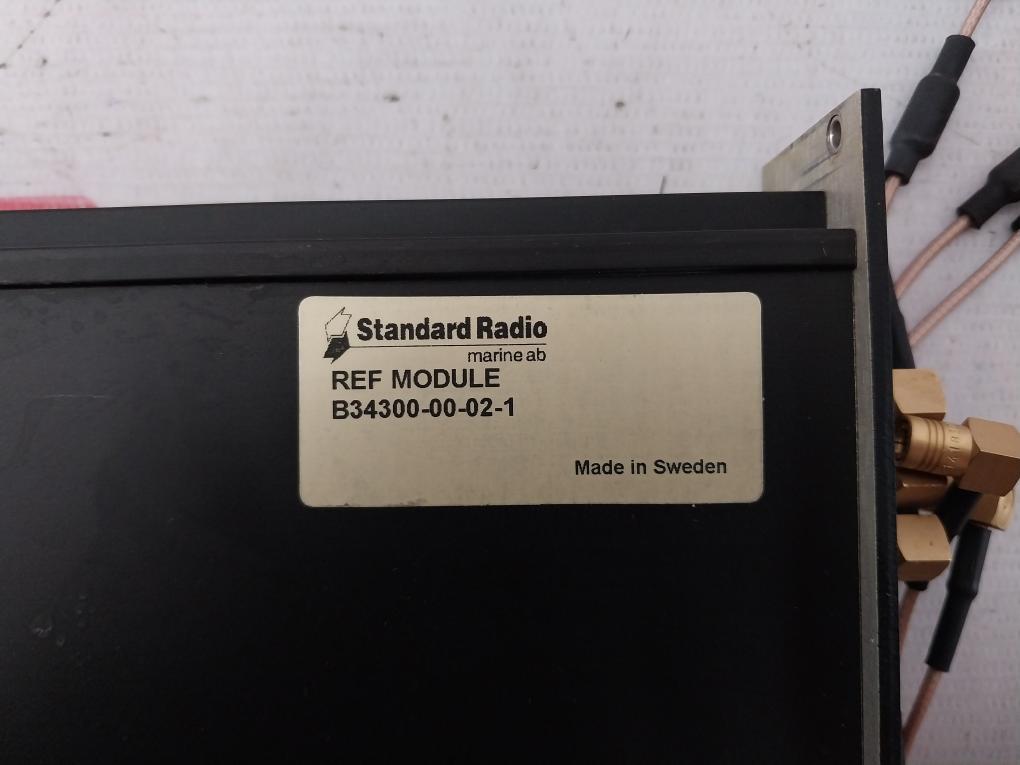 Standard Radio
marine ab
REF MODULE
B34300-00-02-1
Made in Sweden